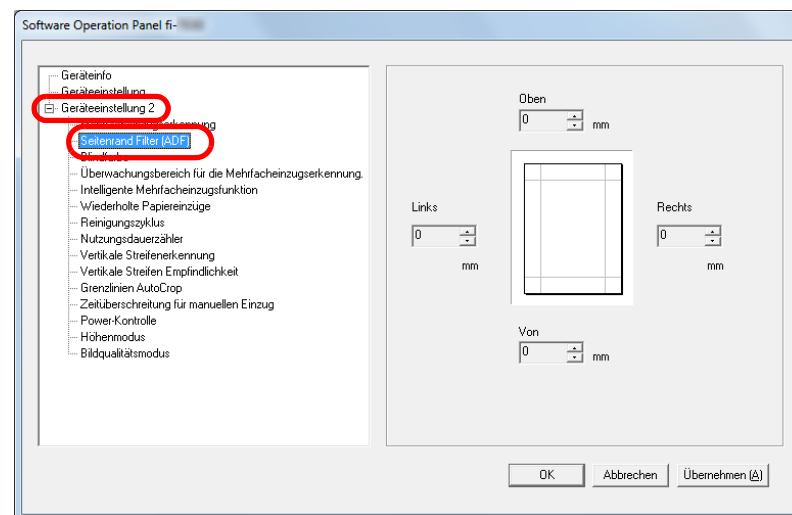 Software Operation Panel fi-
Geräteinfo
Geräteeinstellung
Geräteeinstellung 2
Seitenrand Filter (ADF)
Überwachungsbereich für die Mehrfacheinzugserkennung.
Intelligente Mehrfacheinzugsfunktion
Wiederholte Papiereinzüge
Reinigungszyklus
Nutzungsdauerzähler
Vertikale Streifenerkennung
Vertikale Streifen Empfindlichkeit
Grenzlinien AutoCrop
Zeitüberschreitung für manuellen Einzug
Power-Kontrolle
Höhenmodus
Bildqualitätsmodus
Oben
0 mm
Links
0
mm
Rechts
0
mm
Von
0 mm
OK Abbrechen Übernehmen (A)